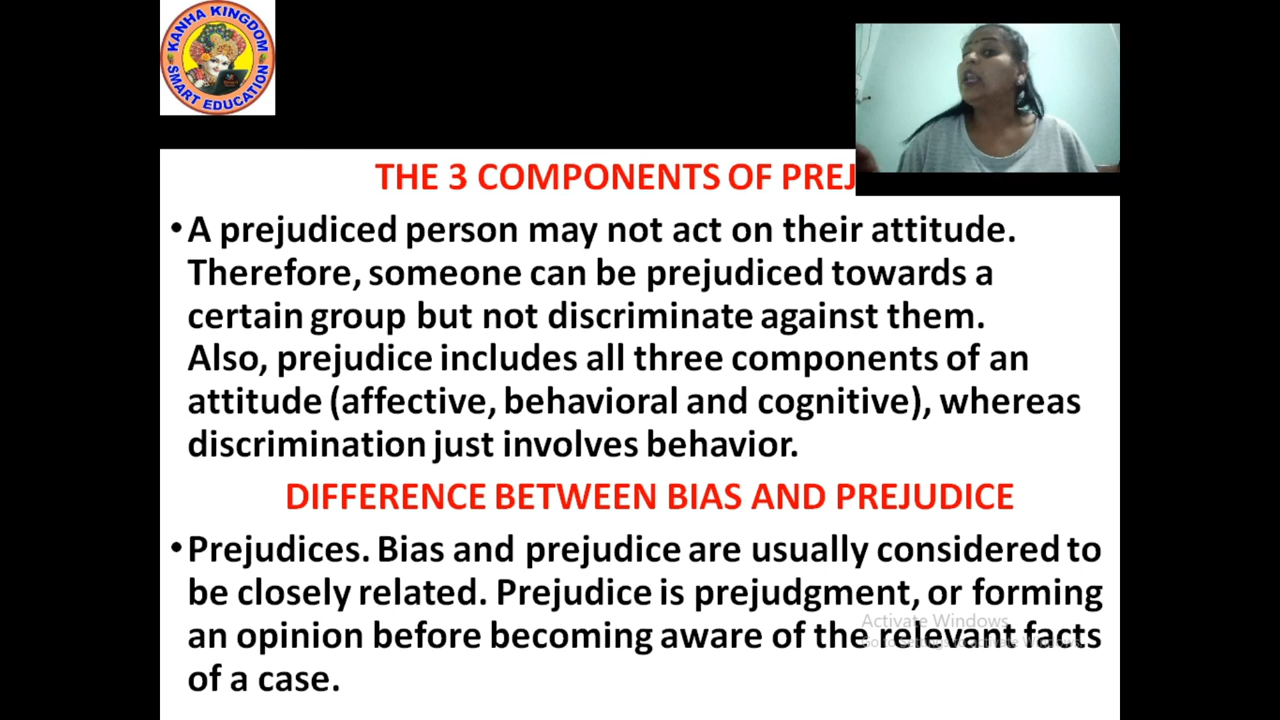 KANHA KINGDOM
SMART EDUCATION
THE 3 COMPONENTS OF PREJ
•A prejudiced person may not act on their attitude.
Therefore, someone can be prejudiced towards a
certain group but not discriminate against them.
Also, prejudice includes all three components of an
attitude (affective, behavioral and cognitive), whereas
discrimination just involves behavior.
DIFFERENCE BETWEEN BIAS AND PREJUDICE
•Prejudices. Bias and prejudice are usually considered to
be closely related. Prejudice is prejudgment, or forming
an opinion before becoming aware of the relevant facts
of a case.
Activate Windows